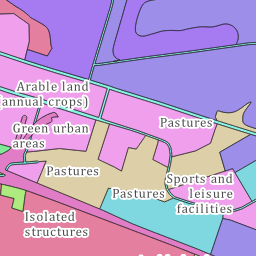 Arable land
annual crops)
Green urban
areas
Pastures
Pastures
Pastures
Sports and
leisure
facilities
Isolated
structures